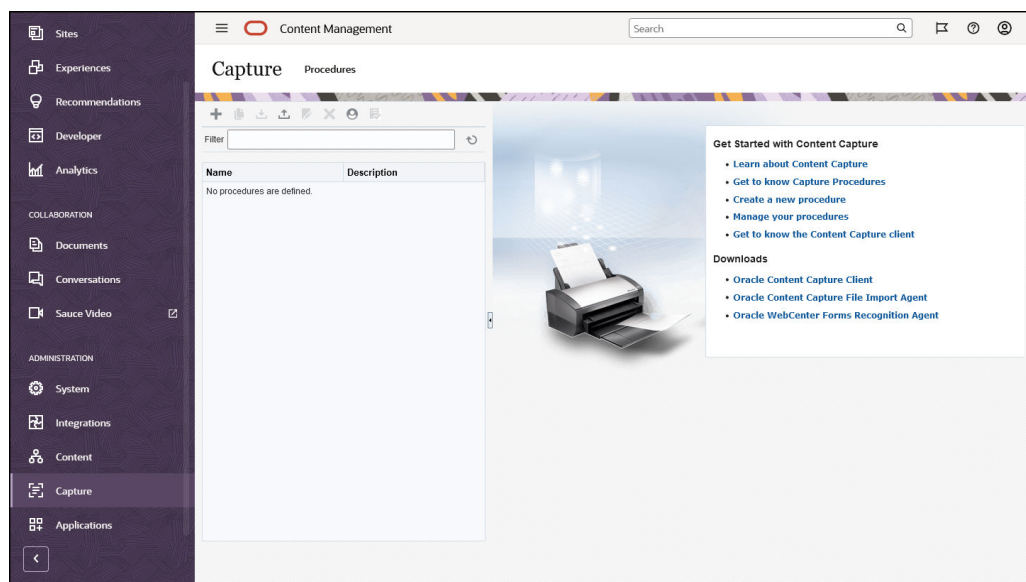 Sites
Experiences
Recommendations
Developer
Analytics
COLLABORATION
Documents
Conversations
Sauce Video
ADMINISTRATION
System
Integrations
Content
Capture
Applications
Content Management
Search
Capture Procedures
Filter
Name Description
No procedures are defined.
Get Started with Content Capture
• Learn about Content Capture
• Get to know Capture Procedures
• Create a new procedure
• Manage your procedures
• Get to know the Content Capture client
Downloads
• Oracle Content Capture Client
• Oracle Content Capture File Import Agent
• Oracle WebCenter Forms Recognition Agent